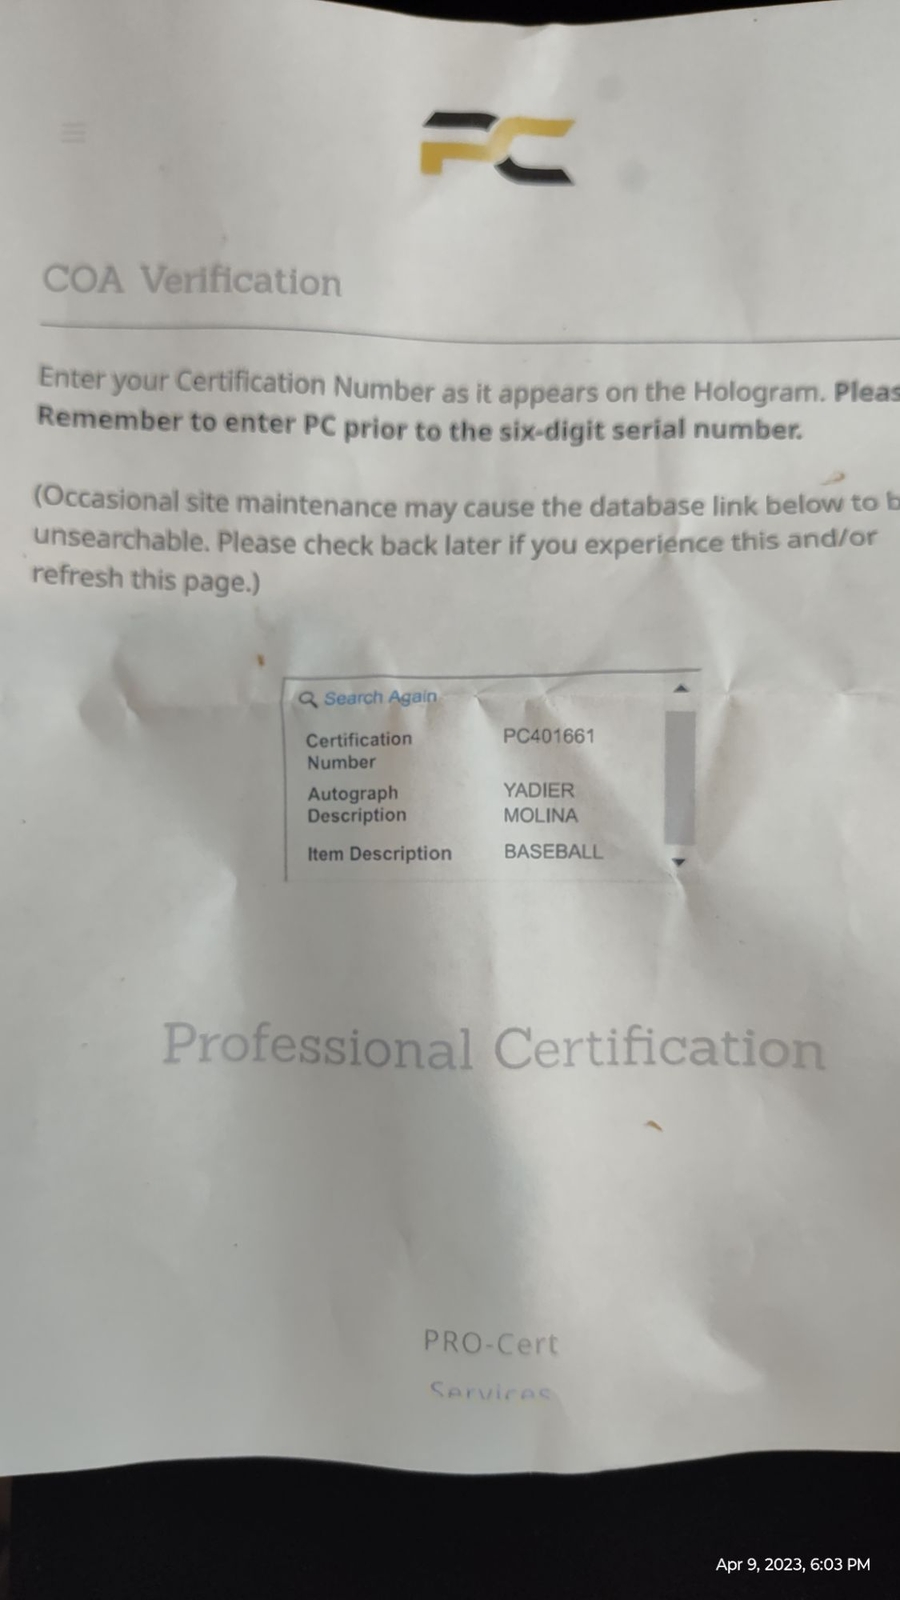 PC
COA Verification
Enter your Certification Number as it appears on the Hologram. Pleas
Remember to enter PC prior to the six-digit serial number.
(Occasional site maintenance may cause the database link below to b
unsearchable. Please check back later if you experience this and/or
refresh this page.)
Search Again
Certification Number PC401661
Autograph Description YADIER MOLINA
Item Description BASEBALL
Professional Certification
PRO-Cert
Services
Apr 9, 2023, 6:03 PM